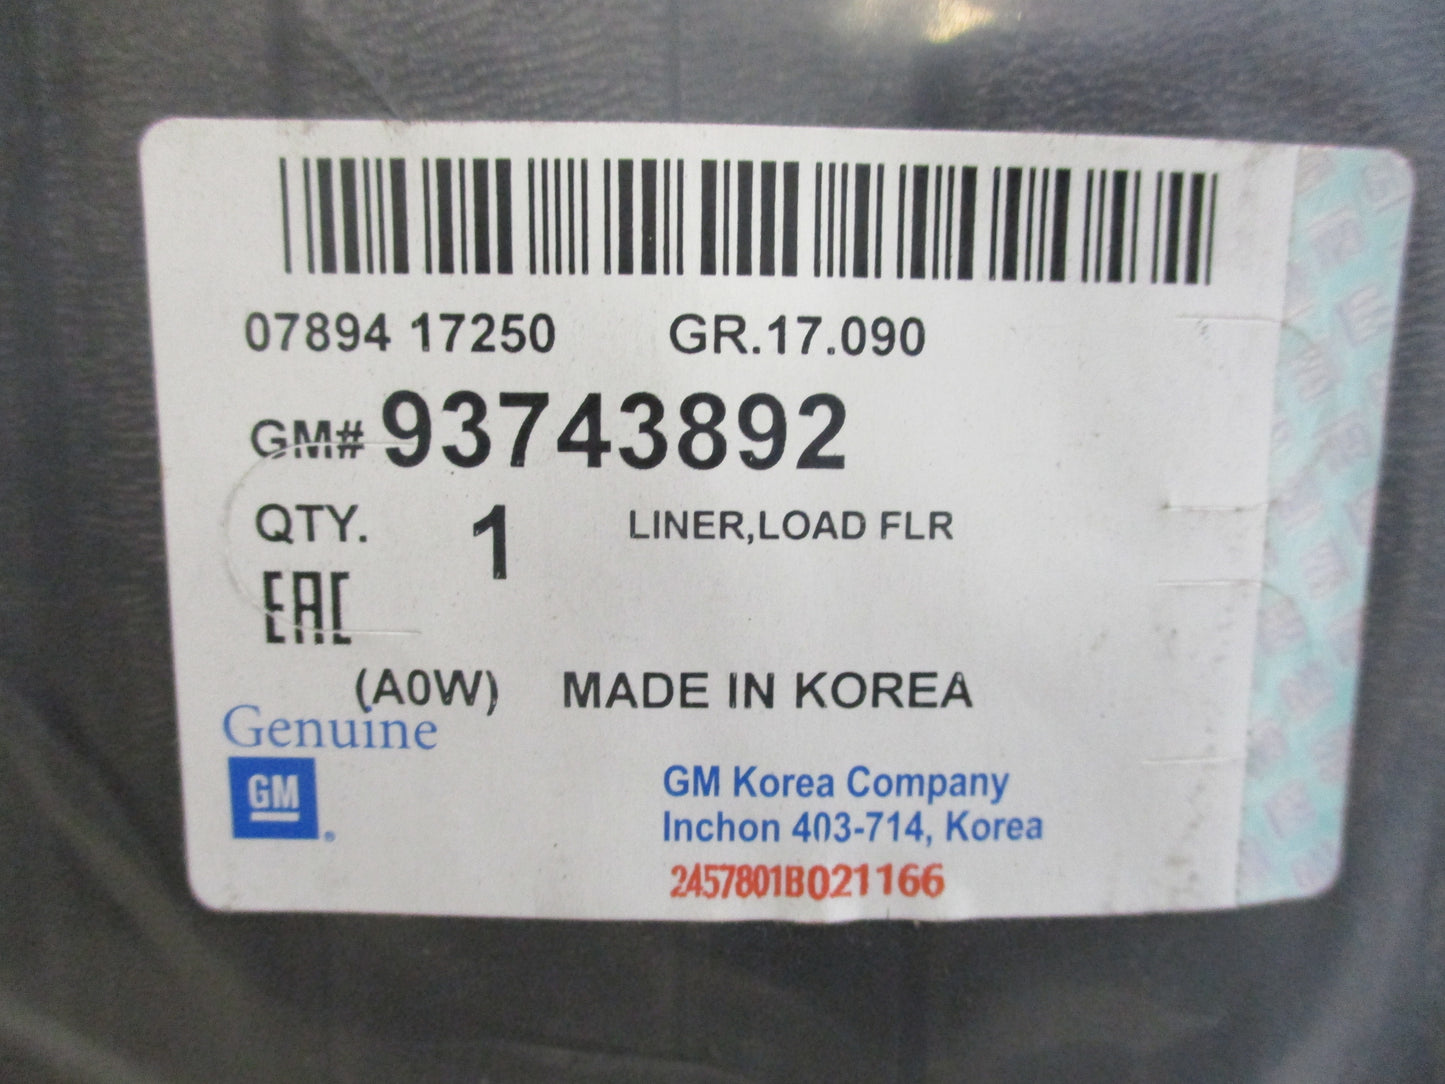 07894 17250 GR.17.090
GM# 93743892
QTY. 1 LINER,LOAD FLR
EAC
(A0W) MADE IN KOREA
Genuine
GM
GM Korea Company
Inchon 403-714, Korea
2457801B021166